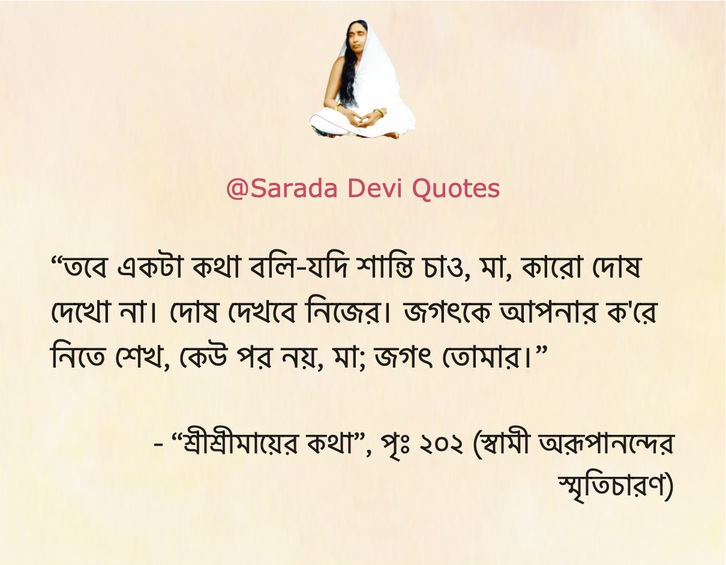 @Sarada Devi Quotes
“তবে একটা কথা বলি-যদি শান্তি চাও, মা, কারো দোষ
দেখো না। দোষ দেখবে নিজের। জগৎকে আপনার ক'রে
নিতে শেখ, কেউ পর নয়, মা; জগৎ তোমার।”
- “শ্রীশ্রীমায়ের কথা”, পৃঃ ২০২ (স্বামী অরূপানন্দের
স্মৃতিচারণ)